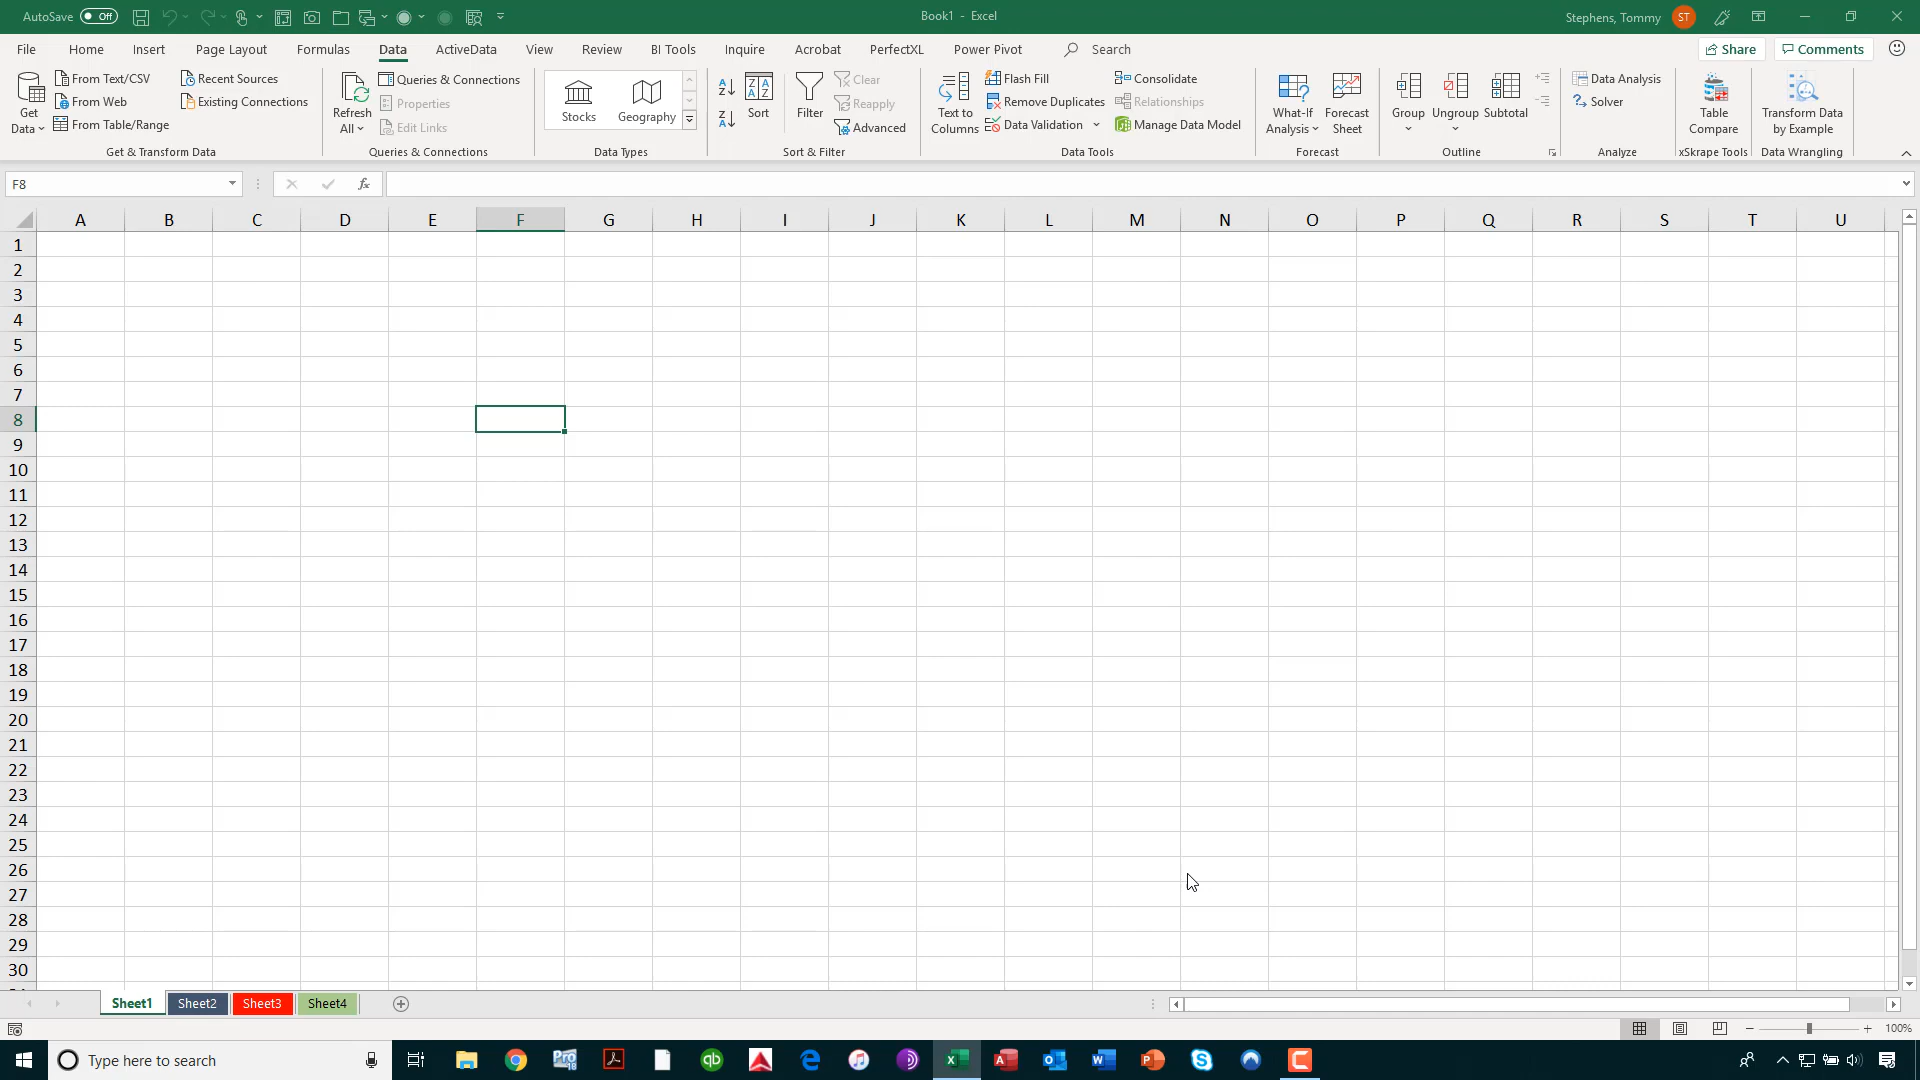 AutoSave Off Book1 - Excel Stephens, Tommy ST
File Home Insert Page Layout Formulas Data ActiveData View Review BI Tools Inquire Acrobat PerfectXL Power Pivot Search Share Comments
Get Data
From Text/CSV
From Web
From Table/Range
Recent Sources
Existing Connections
Get & Transform Data
Refresh All
Queries & Connections
Properties
Edit Links
Queries & Connections
Stocks
Geography
Data Types
Sort
Filter
Clear
Reapply
Advanced
Sort & Filter
Text to Columns
Flash Fill
Remove Duplicates
Data Validation
Consolidate
Relationships
Manage Data Model
Data Tools
What-If Analysis
Forecast Sheet
Forecast
Group
Ungroup
Subtotal
Outline
Data Analysis
Solver
Analyze
Table Compare
xSkrape Tools
Transform Data by Example
Data Wrangling
F8 fx
A B C D E F G H I J K L M N O P Q R S T U
1
2
3
4
5
6
7
8
9
10
11
12
13
14
15
16
17
18
19
20
21
22
23
24
25
26
27
28
29
30
Sheet1 Sheet2 Sheet3 Sheet4
100%
Type here to search